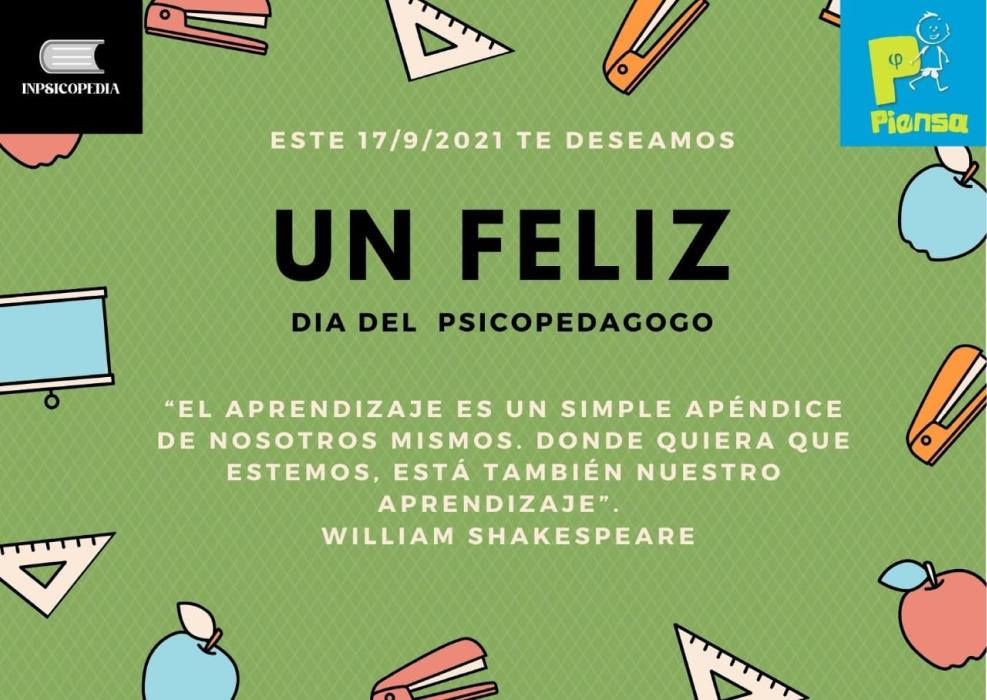 INPSICOPEDIA
φ
Piensa
ESTE 17/9/2021 TE DESEAMOS
UN FELIZ
DIA DEL PSICOPEDAGOGO
“EL APRENDIZAJE ES UN SIMPLE APÉNDICE
DE NOSOTROS MISMOS. DONDE QUIERA QUE
ESTEMOS, ESTÁ TAMBIÉN NUESTRO
APRENDIZAJE”.
WILLIAM SHAKESPEARE